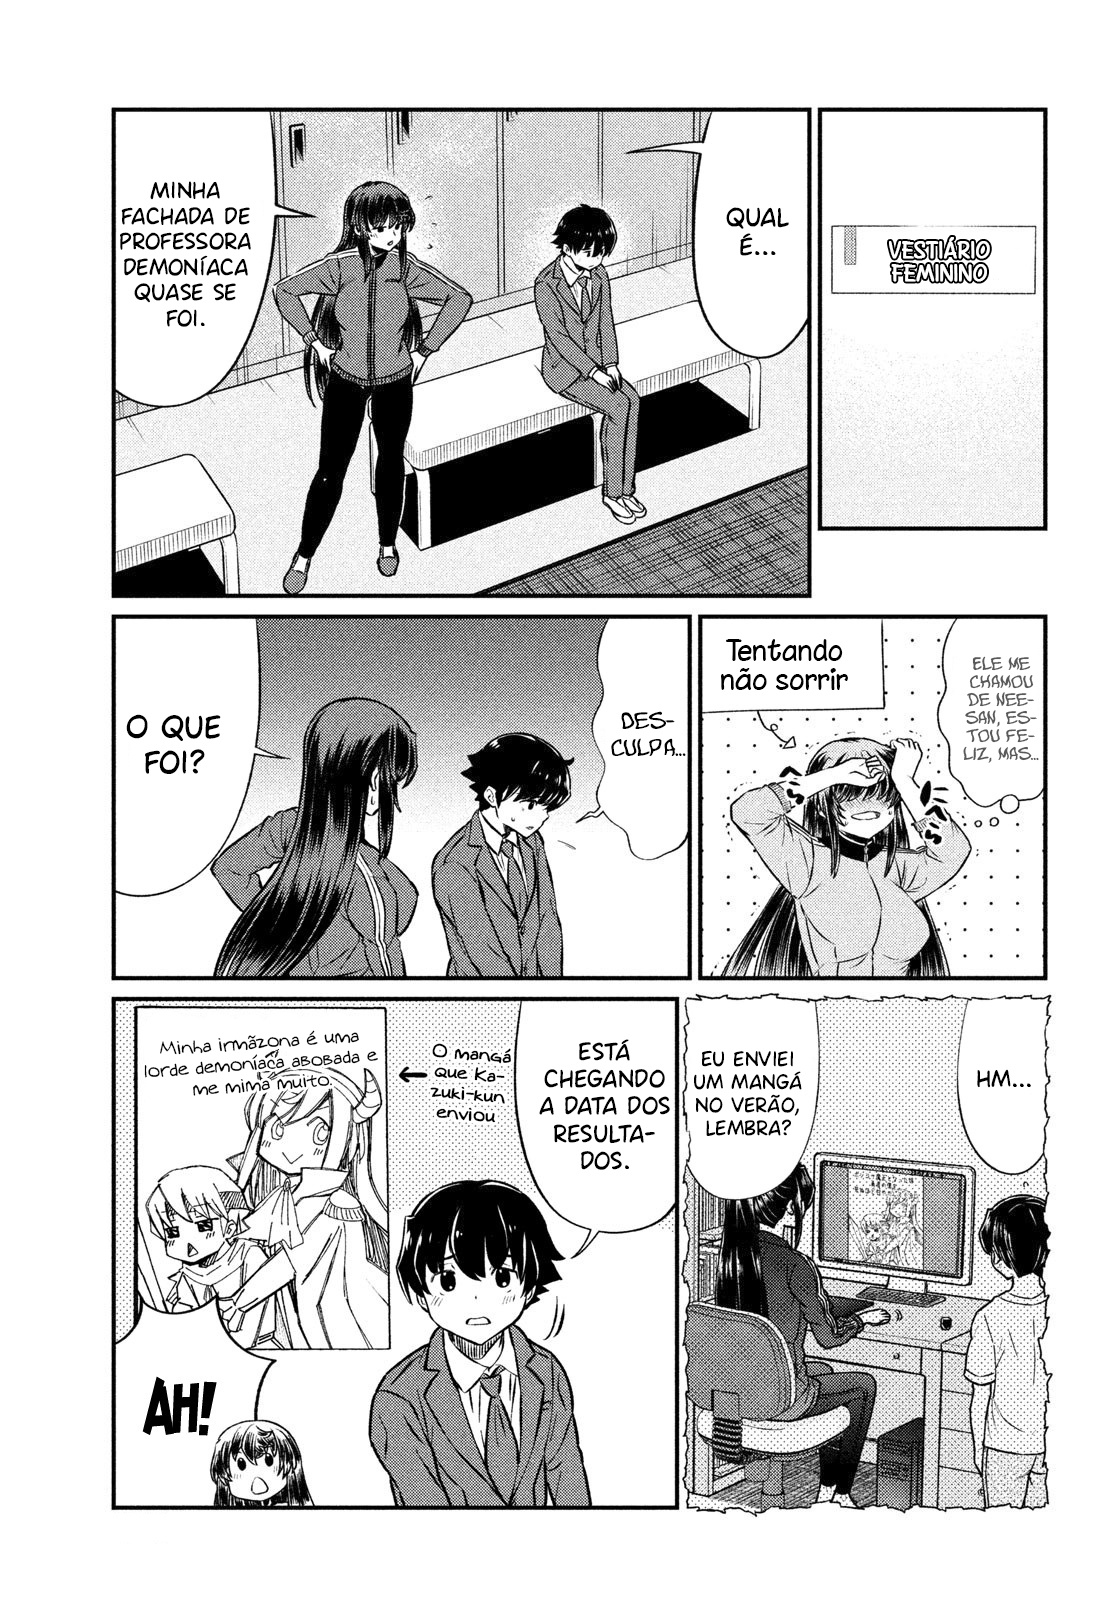 VESTIÁRIO
FEMININO
QUAL
É...
MINHA
FACHADA DE
PROFESSORA
DEMONÍACA
QUASE SE
FOI.
ELE ME
CHAMOU
DE NEE-
SAN, ES-
TOU FE-
LIZ, MAS...
Tentando
não sorrir
DES-
CULPA...
O QUE
FOI?
HM...
EU ENVIEI
UM MANGÁ
NO VERÃO,
LEMBRA?
ESTÁ
CHEGANDO
A DATA DOS
RESULTA-
DOS.
O mangá
que Ka-
zuki-kun
enviou
Minha irmãzona é uma
lorde demoníaca abobada e
me mima muito.
AH!